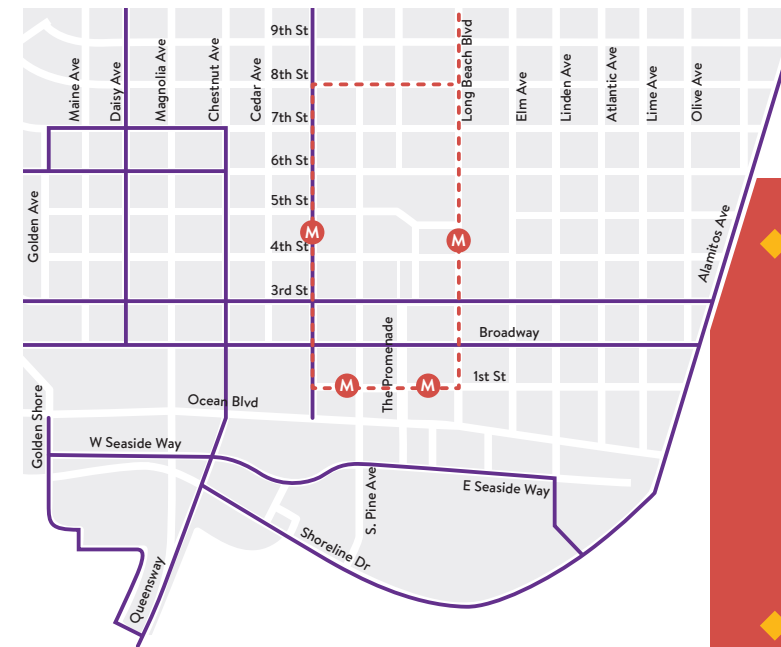 9th St
8th St
7th St
6th St
5th St
4th St
3rd St
Maine Ave
Daisy Ave
Magnolia Ave
Chestnut Ave
Cedar Ave
Long Beach Blvd
Elm Ave
Linden Ave
Atlantic Ave
Lime Ave
Olive Ave
Golden Ave
Alamitos Ave
M
M
Broadway
The Promenade
1st St
M
M
Ocean Blvd
Golden Shore
W Seaside Way
E Seaside Way
S. Pine Ave
Shoreline Dr
Queensway